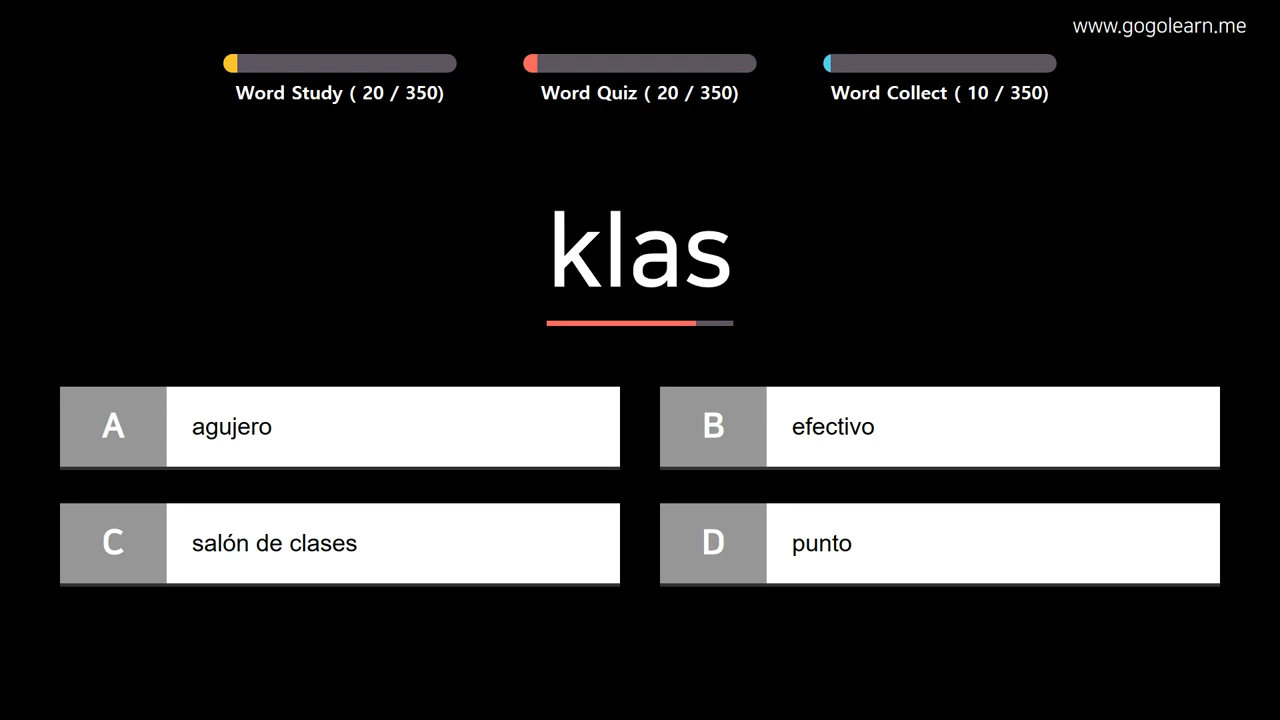 www.gogolearn.me
Word Study ( 20 / 350)
Word Quiz ( 20 / 350)
Word Collect ( 10 / 350)
klas
A agujero
B efectivo
C salón de clases
D punto